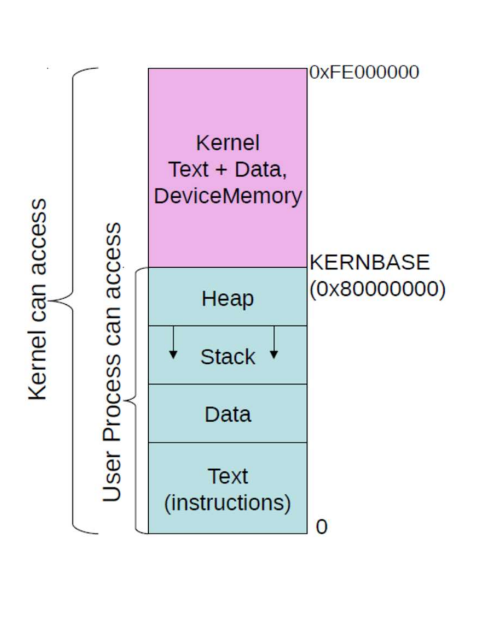 0xFE000000
Kernel
Text + Data,
DeviceMemory
KERNBASE
(0x80000000)
Heap
Stack
Data
Text
(instructions)
0
Kernel can access
User Process can access